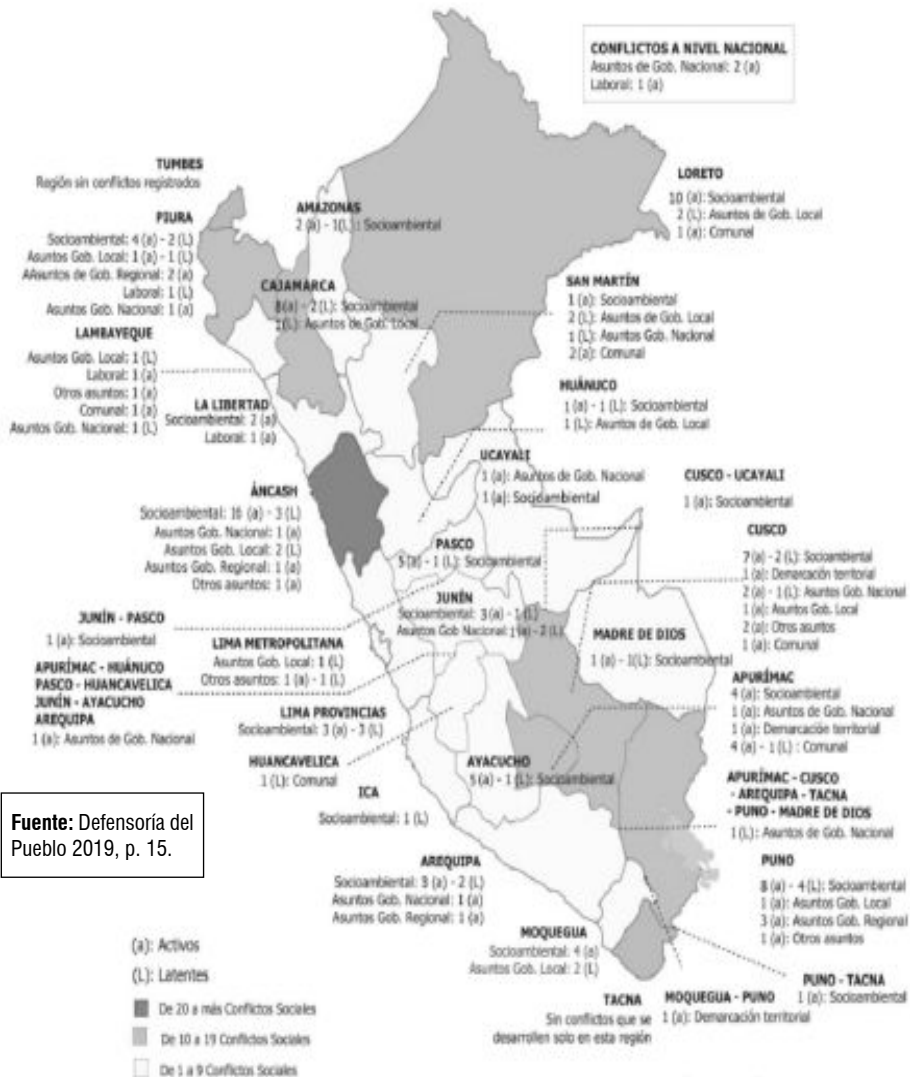 CONFLICTOS A NIVEL NACIONAL
Asuntos de Gob. Nacional: 2 (a)
Laboral: 1 (a)
TUMBES
Región sin conflictos registrados
PIURA
Socioambiental: 4 (a) - 2 (L)
Asuntos Gob. Local: 1 (a) - 1 (L)
AAsuntos de Gob. Regional: 2 (a)
Laboral: 1 (L)
Asuntos Gob. Nacional: 1 (a)
LAMBAYEQUE
Asuntos Gob. Local: 1 (L)
Laboral: 1 (a)
Otros asuntos: 1 (a)
Comunal: 1 (a)
Asuntos Gob. Nacional: 1 (L)
AMAZONAS
2 (a) - 1(L): Socioambiental
CAJAMARCA
8(a) - 2 (L): Socioambiental
1(L): Asuntos de Gob. Local
LA LIBERTAD
Socioambiental: 2 (a)
Laboral: 1 (a)
LORETO
10 (a): Socioambiental
2 (L): Asuntos de Gob. Local
1 (a): Comunal
SAN MARTÍN
1 (a): Socioambiental
2(L): Asuntos de Gob. Local
1 (L): Asuntos Gob. Nacional
2(a): Comunal
HUÁNUCO
1 (a) - 1 (L): Socioambiental
1 (L): Asuntos de Gob. Local
UCAYALI
1 (a): Asuntos de Gob. Nacional
1 (a): Socioambiental
CUSCO - UCAYALI
1 (a): Socioambiental
ÁNCASH
Socioambiental: 16 (a) - 3 (L)
Asuntos Gob. Nacional: 1 (a)
Asuntos Gob. Local: 2 (L)
Asuntos Gob. Regional: 1 (a)
Otros asuntos: 1 (a)
PASCO
5 (a) - 1 (L): Socioambiental
JUNÍN
Socioambiental: 3 (a) - 1 (L)
Asuntos Gob Nacional: 1 (a) - 2 (L)
CUSCO
7(a) - 2 (L): Socioambiental
1 (a): Demarcación territorial
2 (a) - 1 (L): Asuntos Gob. Nacional
1 (a): Asuntos Gob. Local
2(a): Otros asuntos
1 (a): Comunal
JUNÍN - PASCO
1 (a): Socioambiental
LIMA METROPOLITANA
Asuntos Gob. Local: 1 (L)
Otros asuntos: 1 (a) - 1 (L)
MADRE DE DIOS
1 (a) - 1(L): Socioambiental
APURÍMAC - HUÁNUCO
PASCO - HUANCAVELICA
JUNÍN - AYACUCHO
AREQUIPA
1 (a): Asuntos de Gob. Nacional
LIMA PROVINCIAS
Socioambiental: 3 (a) - 3 (L)
APURÍMAC
4 (a): Socioambiental
1 (a): Asuntos de Gob. Nacional
1 (a): Demarcación territorial
4 (a) - 1 (L) : Comunal
HUANCAVELICA
1 (L): Comunal
AYACUCHO
5 (a) - 1 (L): Socioambiental
ICA
Socioambiental: 1 (L)
APURÍMAC - CUSCO
- AREQUIPA - TACNA
- PUNO - MADRE DE DIOS
1 (L): Asuntos de Gob. Nacional
Fuente: Defensoría del
Pueblo 2019, p. 15.
AREQUIPA
Socioambiental: 3 (a) - 2 (L)
Asuntos Gob. Nacional: 1 (a)
Asuntos Gob. Regional: 1 (a)
PUNO
8 (a) - 4 (L): Socioambiental
1 (a): Asuntos Gob. Local
3 (a): Asuntos Gob. Regional
1 (a): Otros asuntos
MOQUEGUA
Socioambiental: 4 (a)
Asuntos Gob. Local: 2 (L)
PUNO - TACNA
1 (a): Socioambiental
TACNA
Sin conflictos que se
desarrollen solo en esta región
MOQUEGUA - PUNO
1 (a): Demarcación territorial
(a): Activos
(L): Latentes
De 20 a más Conflictos Sociales
De 10 a 19 Conflictos Sociales
De 1 a 9 Conflictos Sociales